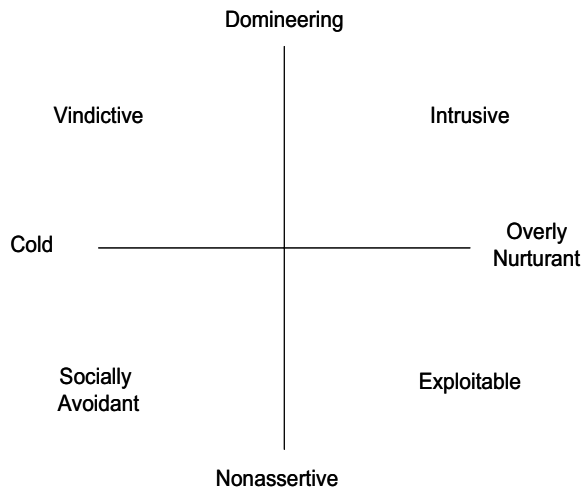 Domineering
Vindictive
Intrusive
Cold
Overly
Nurturant
Socially
Avoidant
Exploitable
Nonassertive